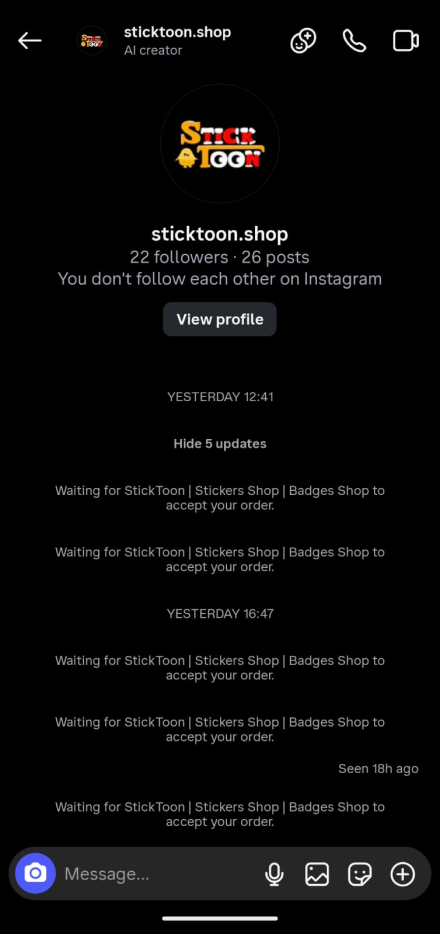 sticktoon.shop
AI creator
STICK
TOON
sticktoon.shop
22 followers · 26 posts
You don't follow each other on Instagram
View profile
YESTERDAY 12:41
Hide 5 updates
Waiting for StickToon | Stickers Shop | Badges Shop to
accept your order.
Waiting for StickToon | Stickers Shop | Badges Shop to
accept your order.
YESTERDAY 16:47
Waiting for StickToon | Stickers Shop | Badges Shop to
accept your order.
Waiting for StickToon | Stickers Shop | Badges Shop to
accept your order.
Seen 18h ago
Waiting for StickToon | Stickers Shop | Badges Shop to
accept your order.
Message...